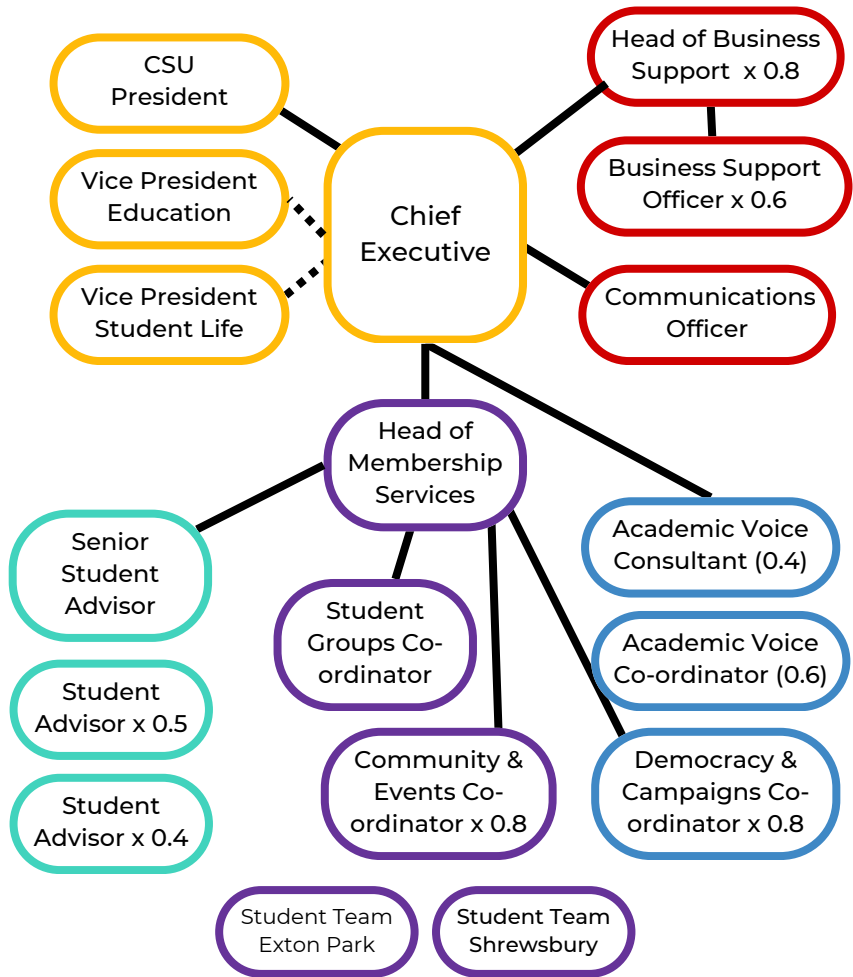 CSU
President
Vice President
Education
Vice President
Student Life
Chief
Executive
Head of Business
Support x 0.8
Business Support
Officer x 0.6
Communications
Officer
Head of
Membership
Services
Senior
Student
Advisor
Student
Advisor x 0.5
Student
Advisor x 0.4
Student
Groups Co-
ordinator
Community &
Events Co-
ordinator x 0.8
Academic Voice
Consultant (0.4)
Academic Voice
Co-ordinator (0.6)
Democracy &
Campaigns Co-
ordinator x 0.8
Student Team
Exton Park
Student Team
Shrewsbury